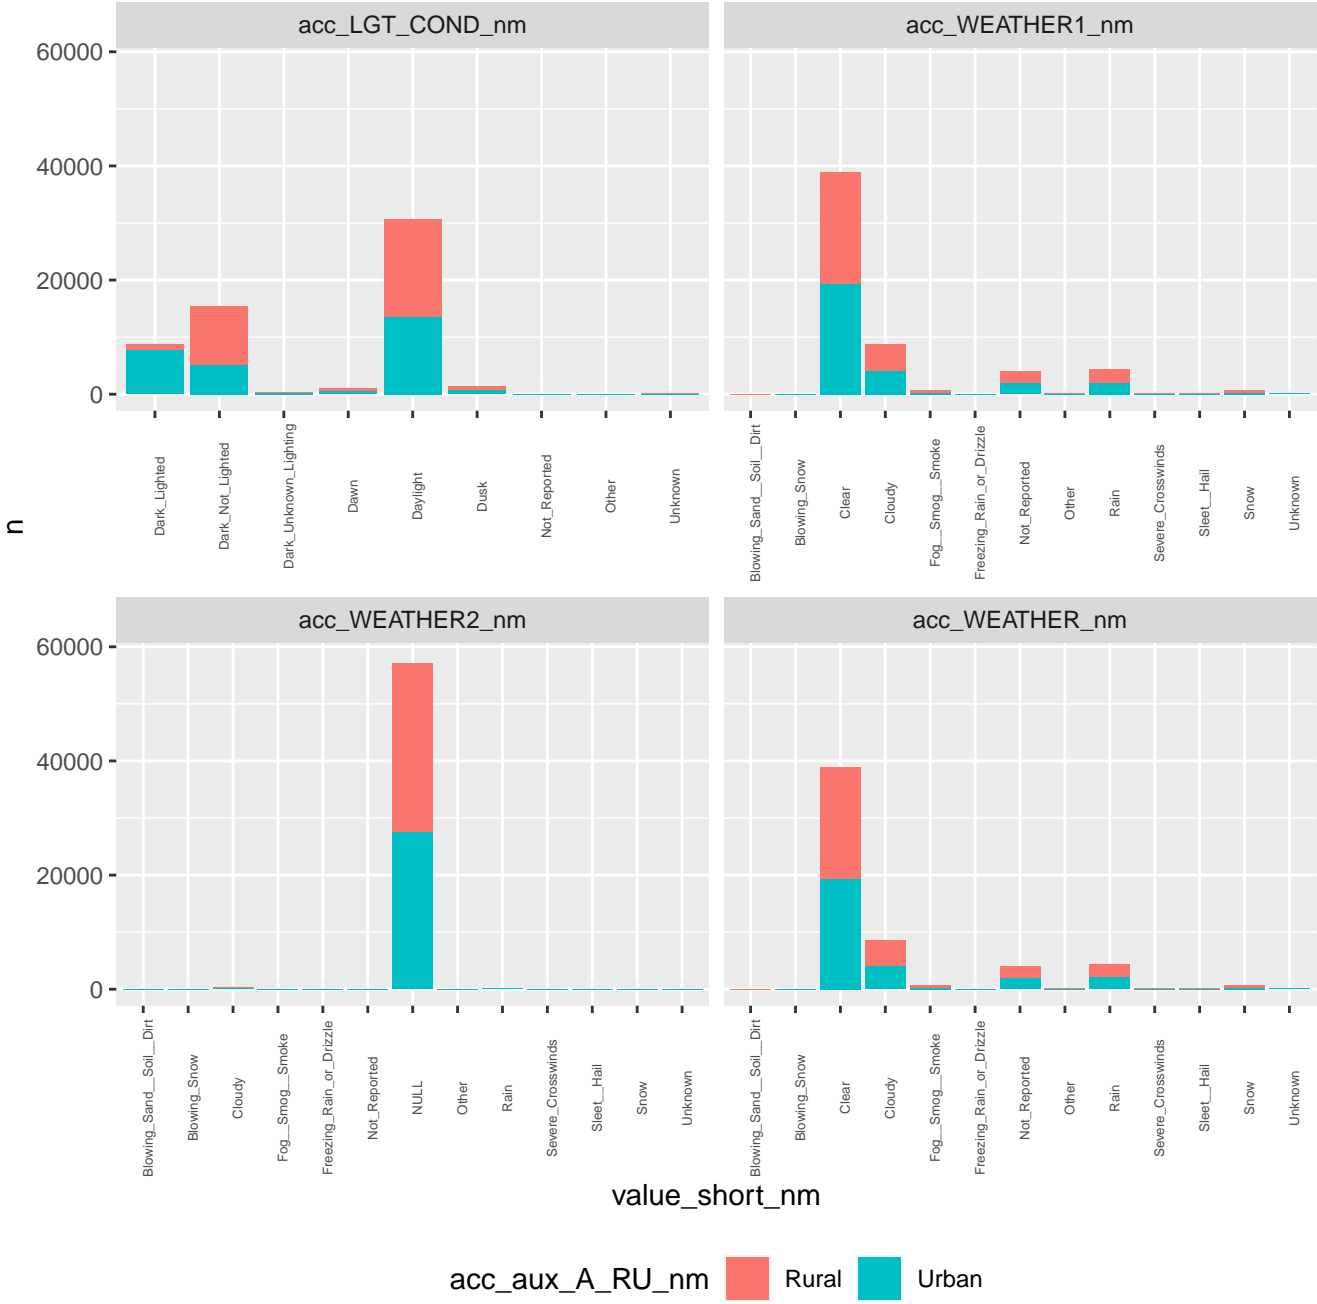 acc_LGT_COND_nm
acc_WEATHER1_nm
60000
40000
20000
0
Dark_Lighted
Dark_Not_Lighted
Dark_Unknown_Lighting
Dawn
Daylight
Dusk
Not_Reported
Other
Unknown
Blowing_Sand__Soil__Dirt
Blowing_Snow
Clear
Cloudy
Fog__Smog__Smoke
Freezing_Rain_or_Drizzle
Not_Reported
Other
Rain
Severe_Crosswinds
Sleet__Hail
Snow
Unknown
n
acc_WEATHER2_nm
acc_WEATHER_nm
60000
40000
20000
0
Blowing_Sand__Soil__Dirt
Blowing_Snow
Cloudy
Fog__Smog__Smoke
Freezing_Rain_or_Drizzle
Not_Reported
NULL
Other
Rain
Severe_Crosswinds
Sleet__Hail
Snow
Unknown
Blowing_Sand__Soil__Dirt
Blowing_Snow
Clear
Cloudy
Fog__Smog__Smoke
Freezing_Rain_or_Drizzle
Not_Reported
Other
Rain
Severe_Crosswinds
Sleet__Hail
Snow
Unknown
value_short_nm
acc_aux_A_RU_nm Rural Urban